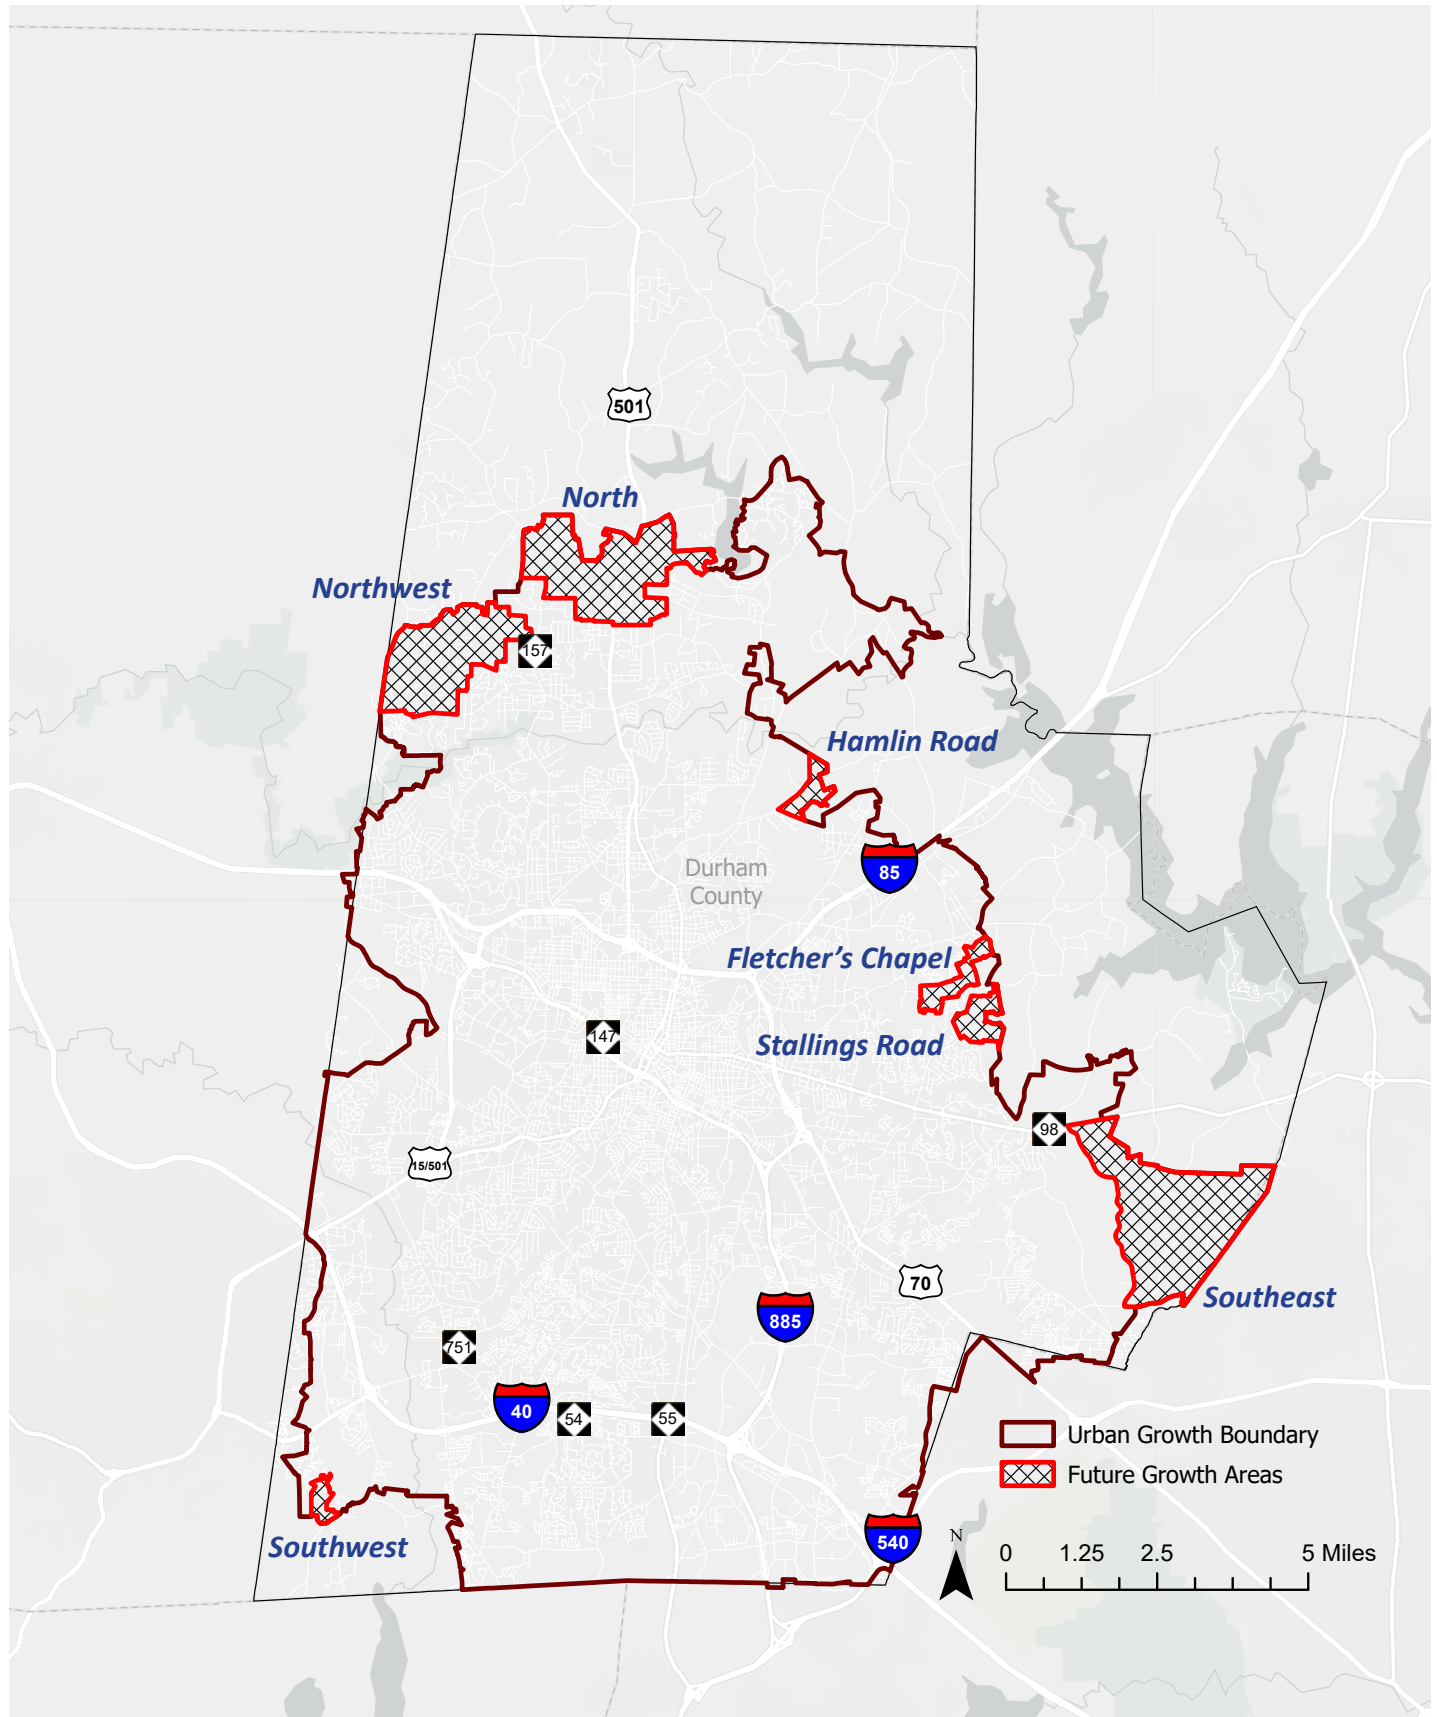 501
North
Northwest
157
Hamlin Road
Durham
County
85
Fletcher’s Chapel
147
Stallings Road
98
15/501
70
Southeast
885
751
40
54
55
Urban Growth Boundary
Future Growth Areas
Southwest
540
N
0 1.25 2.5 5 Miles